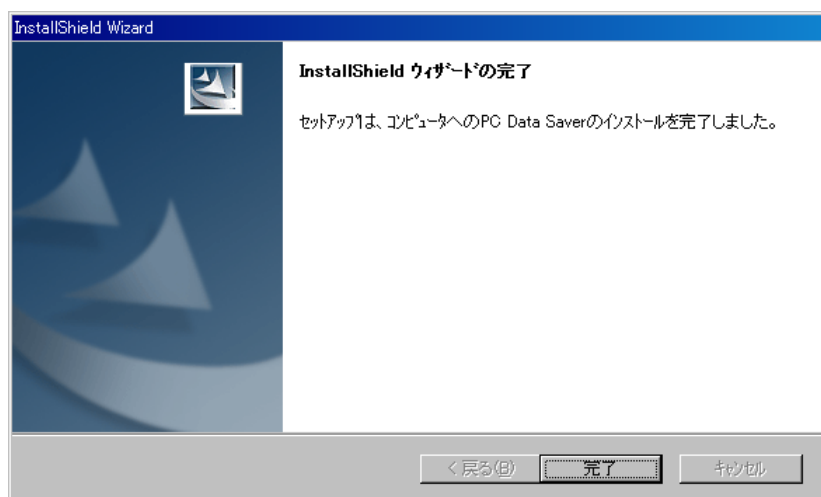 InstallShield Wizard
InstallShield ウィザードの完了
セットアップは、コンピュータへのPC Data Saverのインストールを完了しました。
< 戻る(B)
完了
キャンセル